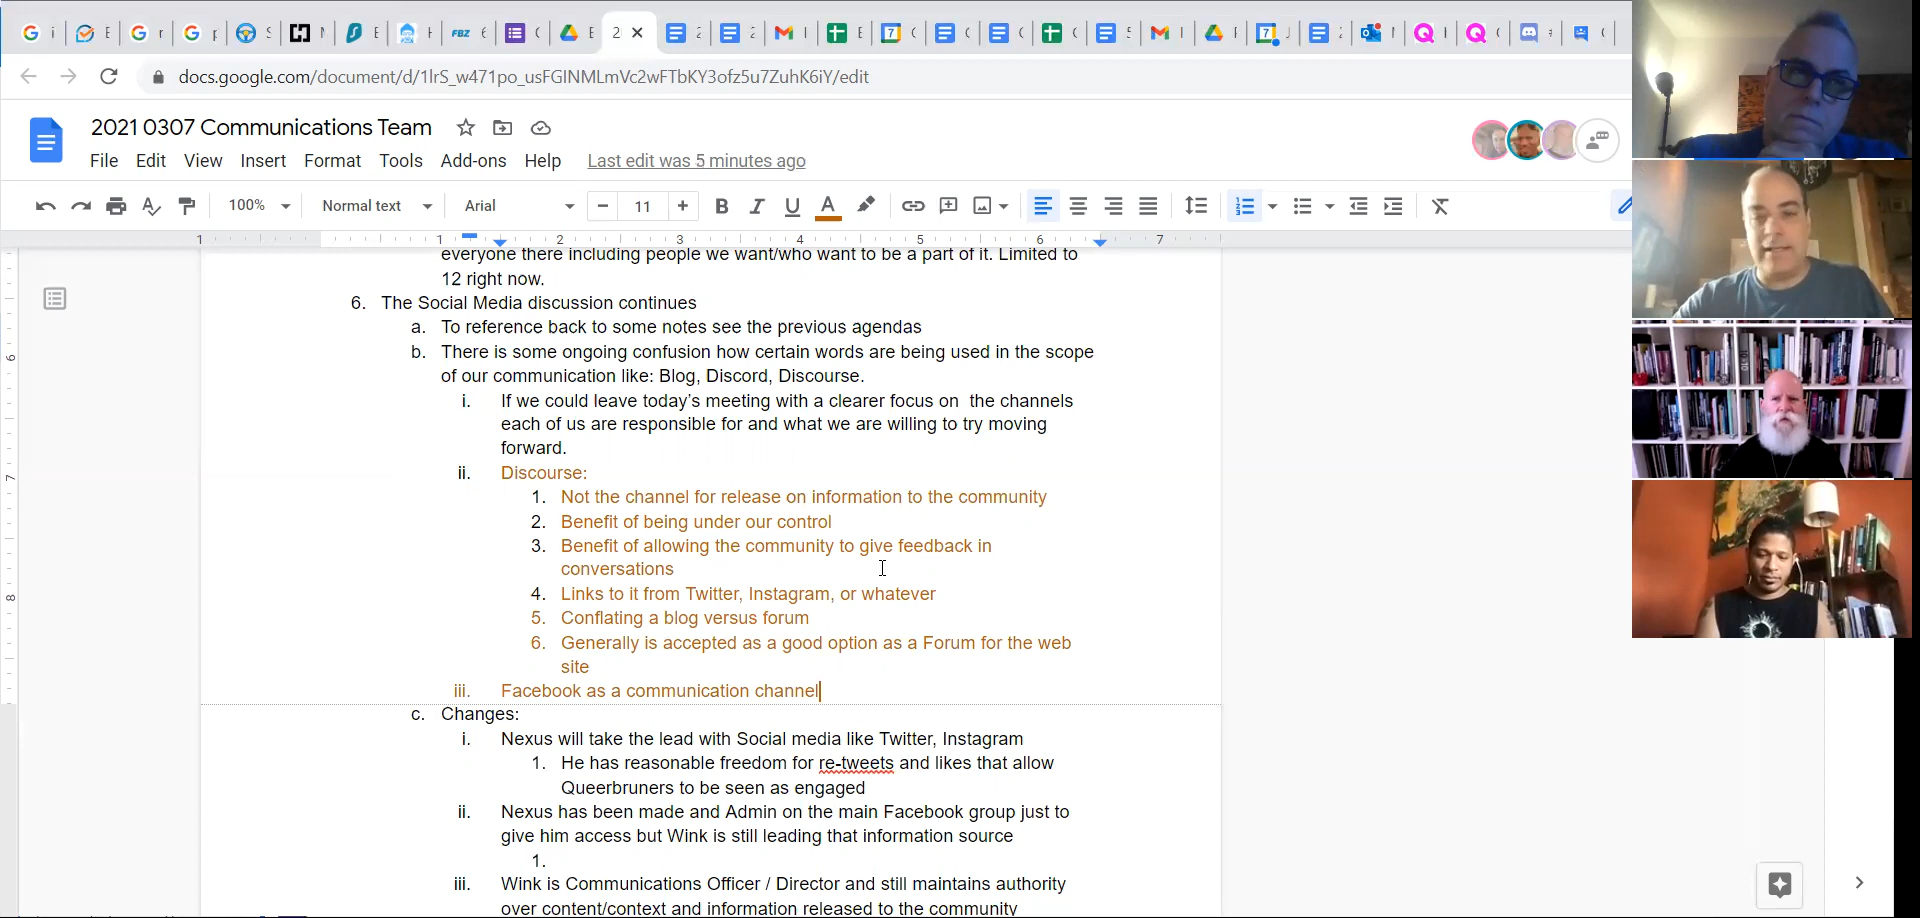 FBZ
2
docs.google.com/document/d/1lrS_w471po_usFGINMLmVc2wFTbKY3ofz5u7ZuhK6iY/edit
2021 0307 Communications Team
File Edit View Insert Format Tools Add-ons Help Last edit was 5 minutes ago
100% Normal text Arial 11 B I U A
1 1 2 3 4 5 6 7
everyone there including people we want/who want to be a part of it. Limited to
12 right now.
6. The Social Media discussion continues
a. To reference back to some notes see the previous agendas
b. There is some ongoing confusion how certain words are being used in the scope
of our communication like: Blog, Discord, Discourse.
i. If we could leave today's meeting with a clearer focus on the channels
each of us are responsible for and what we are willing to try moving
forward.
ii. Discourse:
1. Not the channel for release on information to the community
2. Benefit of being under our control
3. Benefit of allowing the community to give feedback in
conversations
4. Links to it from Twitter, Instagram, or whatever
5. Conflating a blog versus forum
6. Generally is accepted as a good option as a Forum for the web
site
iii. Facebook as a communication channel
c. Changes:
i. Nexus will take the lead with Social media like Twitter, Instagram
1. He has reasonable freedom for re-tweets and likes that allow
Queerbruners to be seen as engaged
ii. Nexus has been made and Admin on the main Facebook group just to
give him access but Wink is still leading that information source
1.
iii. Wink is Communications Officer / Director and still maintains authority
over content/context and information released to the community
6
7
8